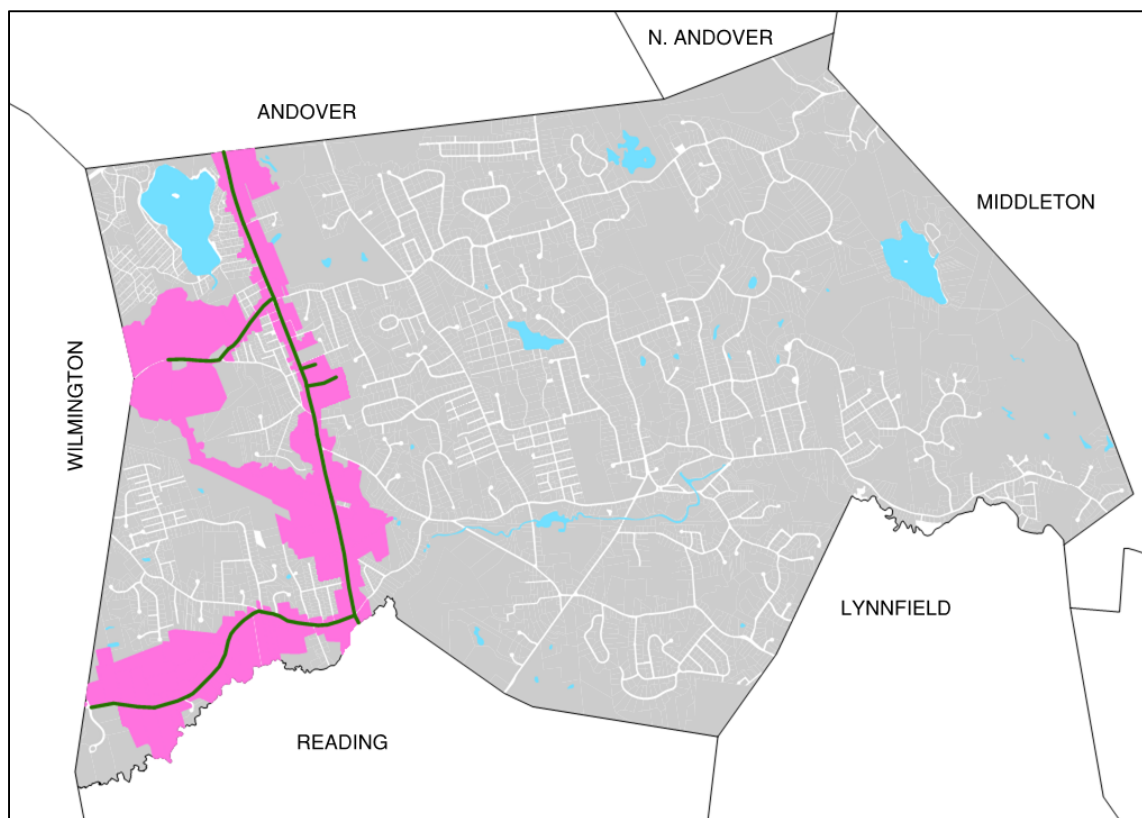 N. ANDOVER
ANDOVER
MIDDLETON
WILMINGTON
LYNNFIELD
READING